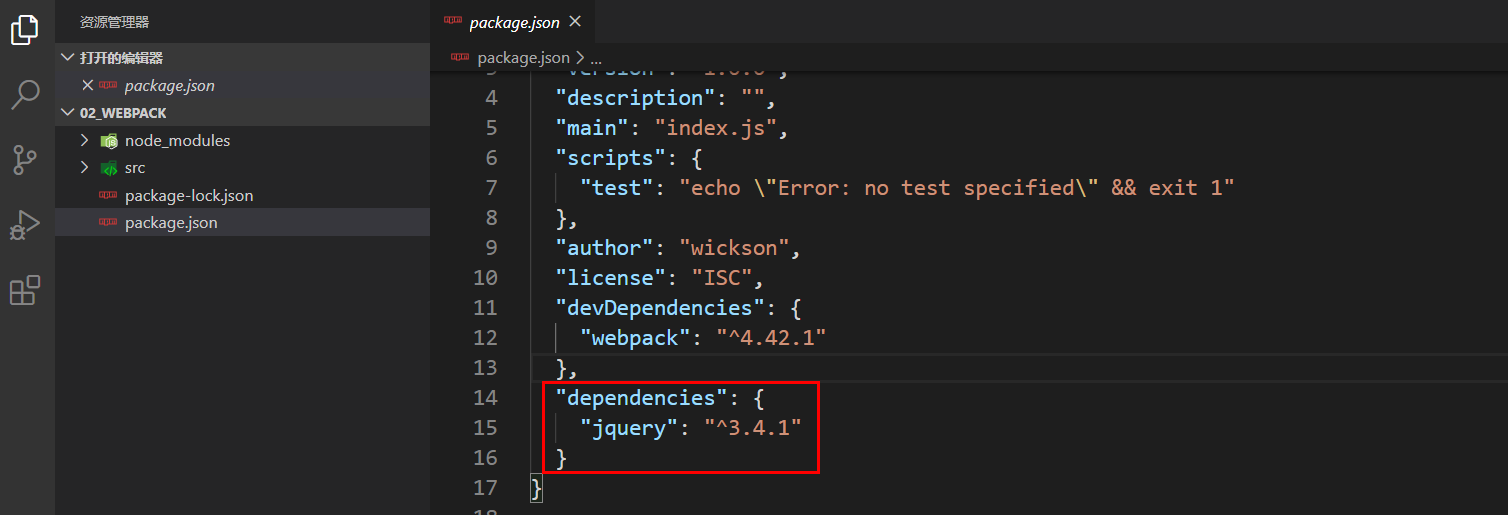 资源管理器
打开的编辑器
package.json
02_WEBPACK
node_modules
src
package-lock.json
package.json
package.json
package.json > ...
4 "description": "",
5 "main": "index.js",
6 "scripts": {
7 "test": "echo \"Error: no test specified\" && exit 1"
8 },
9 "author": "wickson",
10 "license": "ISC",
11 "devDependencies": {
12 "webpack": "^4.42.1"
13 },
14 "dependencies": {
15 "jquery": "^3.4.1"
16 }
17 }